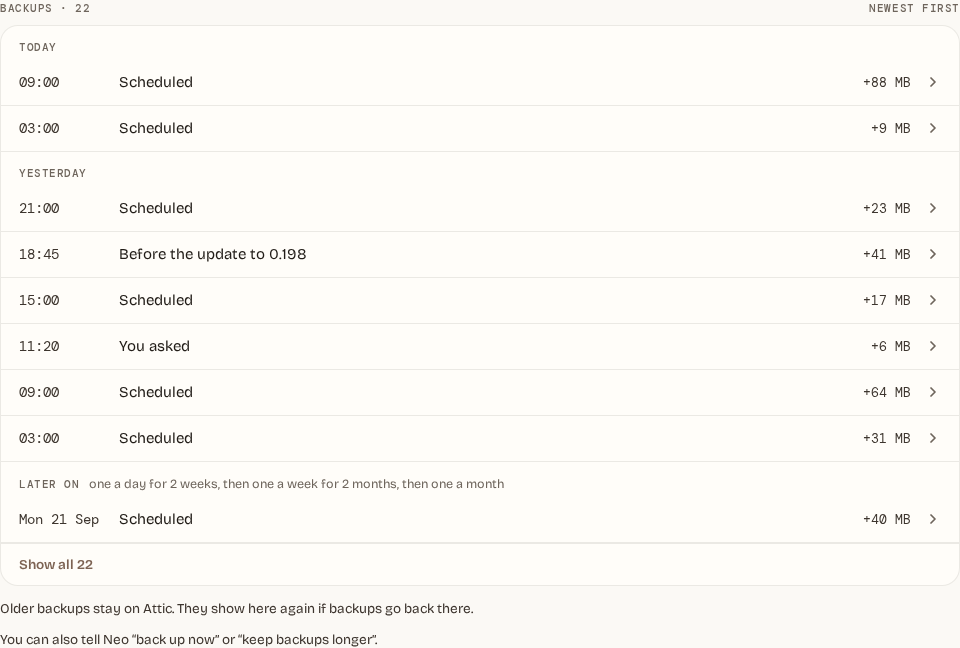 BACKUPS · 22 NEWEST FIRST
TODAY
09:00 Scheduled +88 MB
03:00 Scheduled +9 MB
YESTERDAY
21:00 Scheduled +23 MB
18:45 Before the update to 0.198 +41 MB
15:00 Scheduled +17 MB
11:20 You asked +6 MB
09:00 Scheduled +64 MB
03:00 Scheduled +31 MB
LATER ON one a day for 2 weeks, then one a week for 2 months, then one a month
Mon 21 Sep Scheduled +40 MB
Show all 22
Older backups stay on Attic. They show here again if backups go back there.
You can also tell Neo “back up now” or “keep backups longer”.